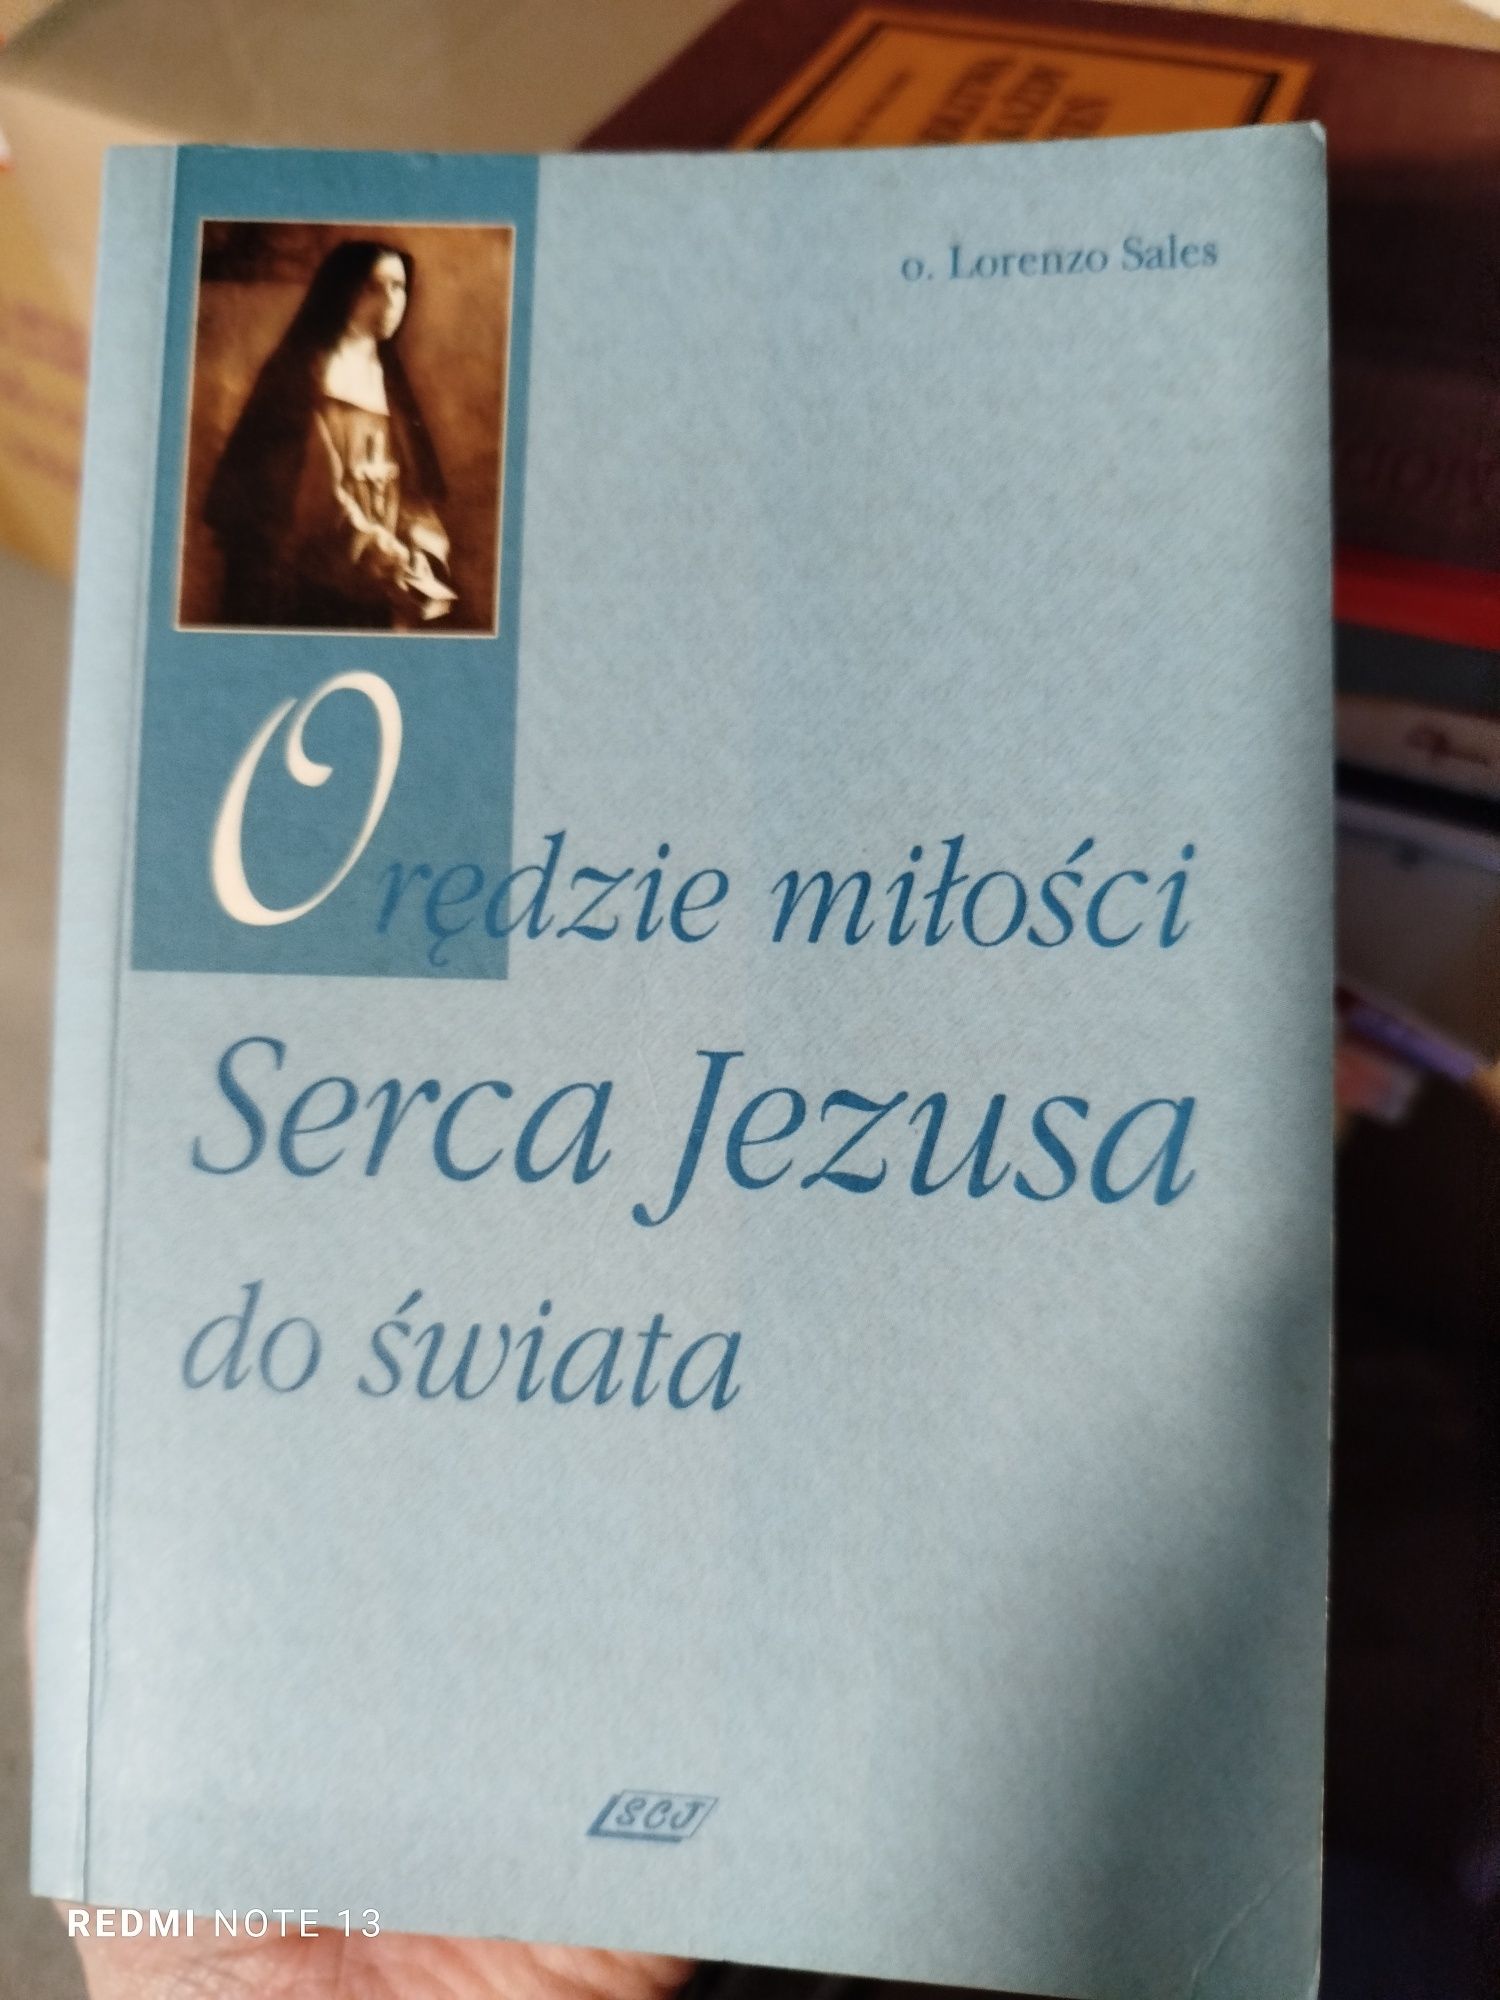 o. Lorenzo Sales
Orędzie miłości
Serca Jezusa
do świata
SCJ
REDMI NOTE 13